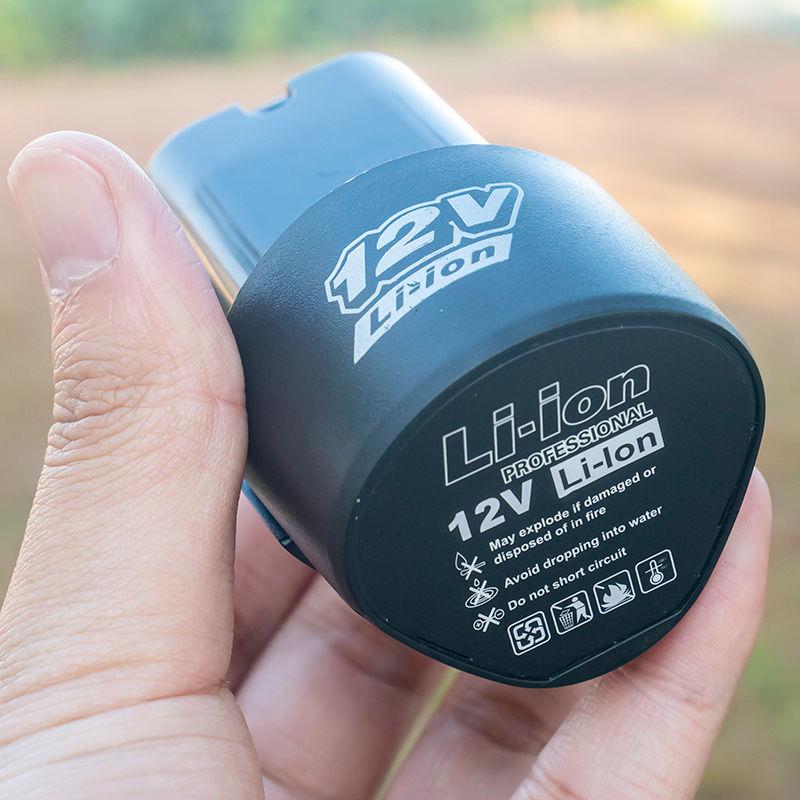 12V
Li-ion
Li-ion
PROFESSIONAL
12V Li-Ion
May explode if damaged or
disposed of in fire
Avoid dropping into water
Do not short circuit